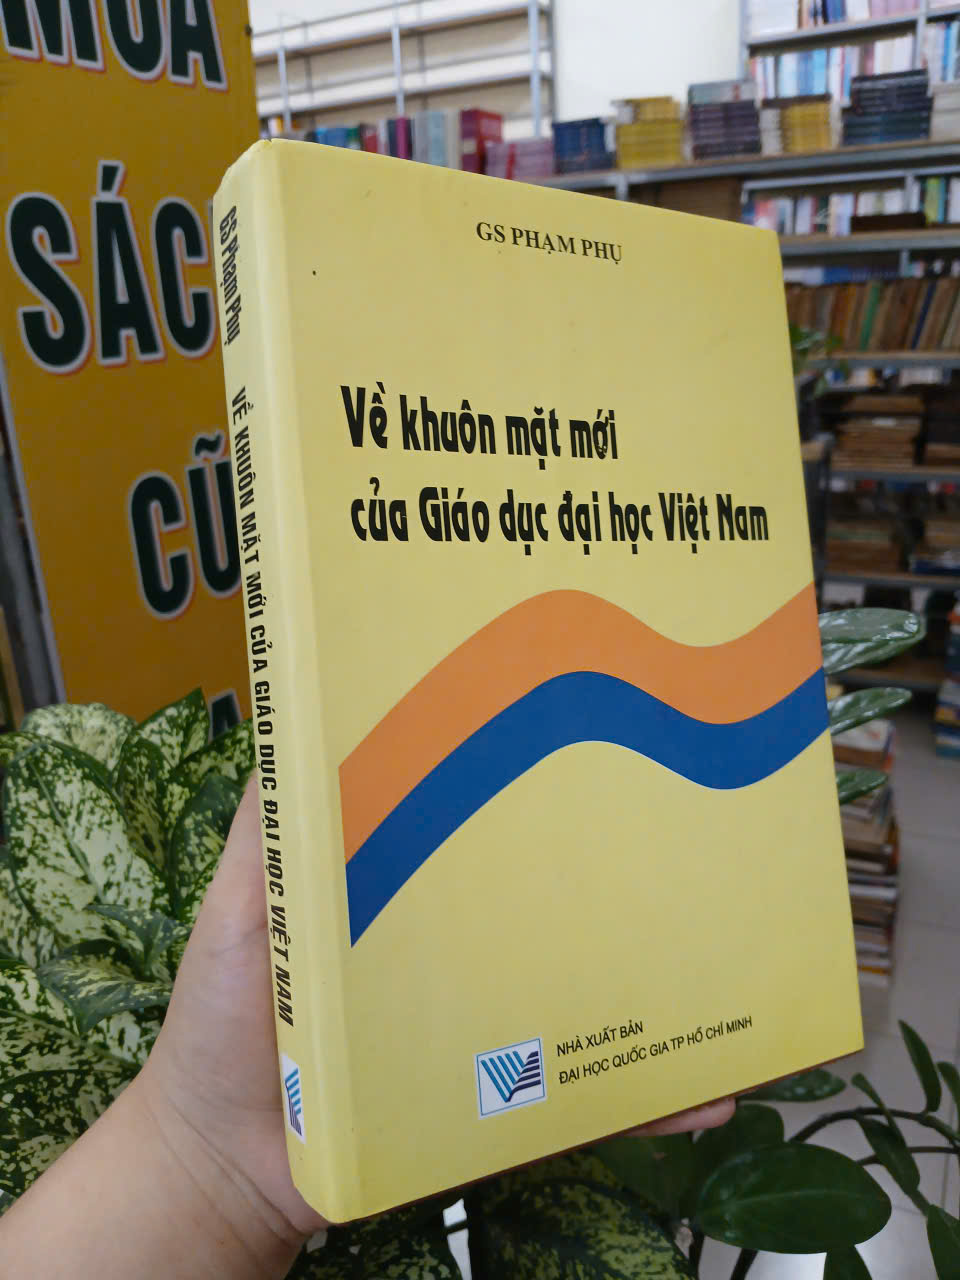 MUA
SÁCH
CŨ
GS PHẠM PHỤ
Về khuôn mặt mới
của Giáo dục đại học Việt Nam
NHÀ XUẤT BẢN
ĐẠI HỌC QUỐC GIA TP HỒ CHÍ MINH
GS Phạm Phụ VỀ KHUÔN MẶT MỚI CỦA GIÁO DỤC ĐẠI HỌC VIỆT NAM